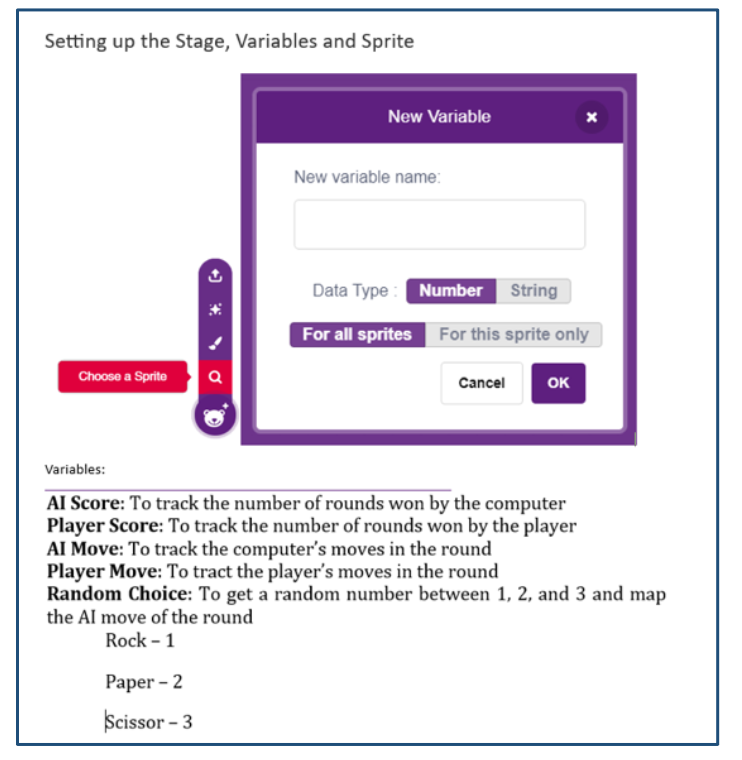 Setting up the Stage, Variables and Sprite
New Variable
New variable name:
Data Type : Number String
For all sprites For this sprite only
Choose a Sprite
Cancel OK
Variables:
AI Score: To track the number of rounds won by the computer
Player Score: To track the number of rounds won by the player
AI Move: To track the computer's moves in the round
Player Move: To tract the player's moves in the round
Random Choice: To get a random number between 1, 2, and 3 and map
the AI move of the round
Rock – 1
Paper – 2
Scissor – 3